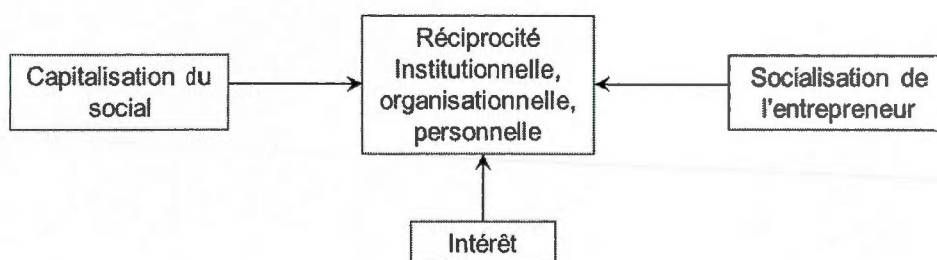 Capitalisation du
social
Réciprocité
Institutionnelle,
organisationnelle,
personnelle
Socialisation de
l'entrepreneur
Intérêt